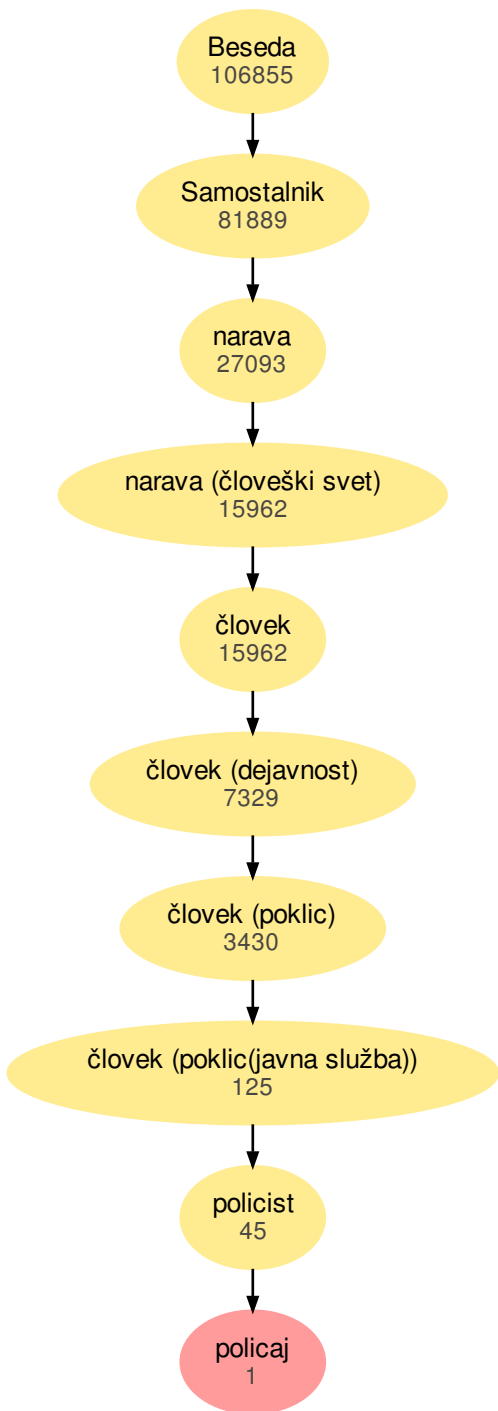 Beseda
106855
Samostalnik
81889
narava
27093
narava (človeški svet)
15962
človek
15962
človek (dejavnost)
7329
človek (poklic)
3430
človek (poklic(javna služba))
125
policist
45
policaj
1